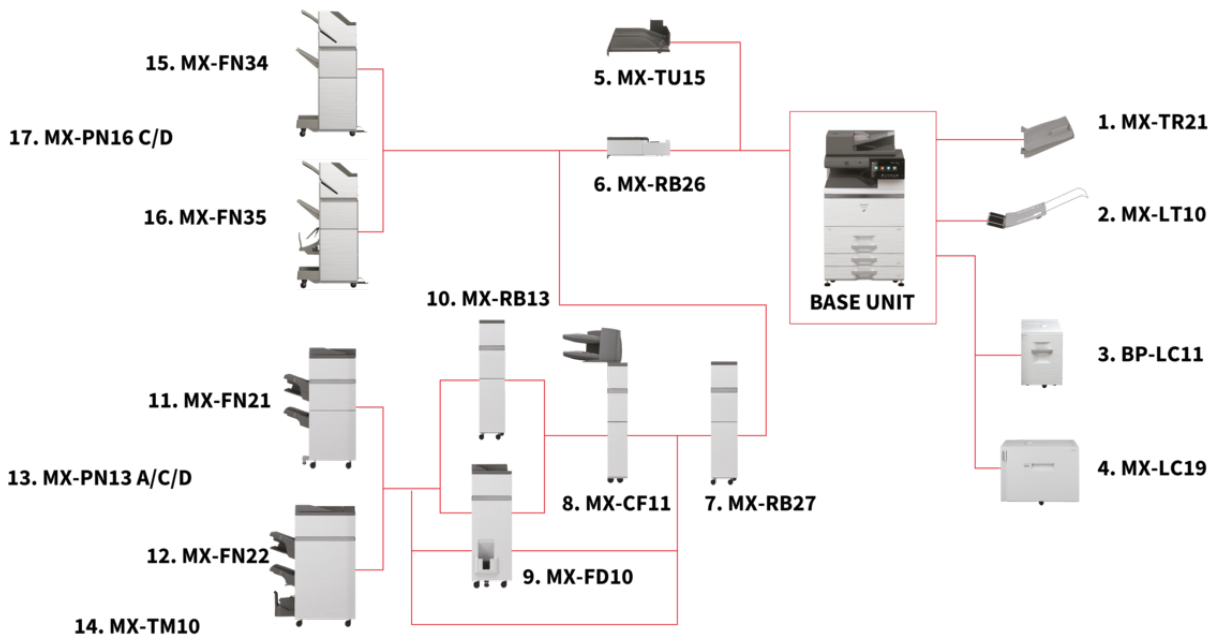 15. MX-FN34
5. MX-TU15
1. MX-TR21
17. MX-PN16 C/D
6. MX-RB26
16. MX-FN35
2. MX-LT10
BASE UNIT
10. MX-RB13
3. BP-LC11
11. MX-FN21
4. MX-LC19
13. MX-PN13 A/C/D
8. MX-CF11
7. MX-RB27
12. MX-FN22
9. MX-FD10
14. MX-TM10